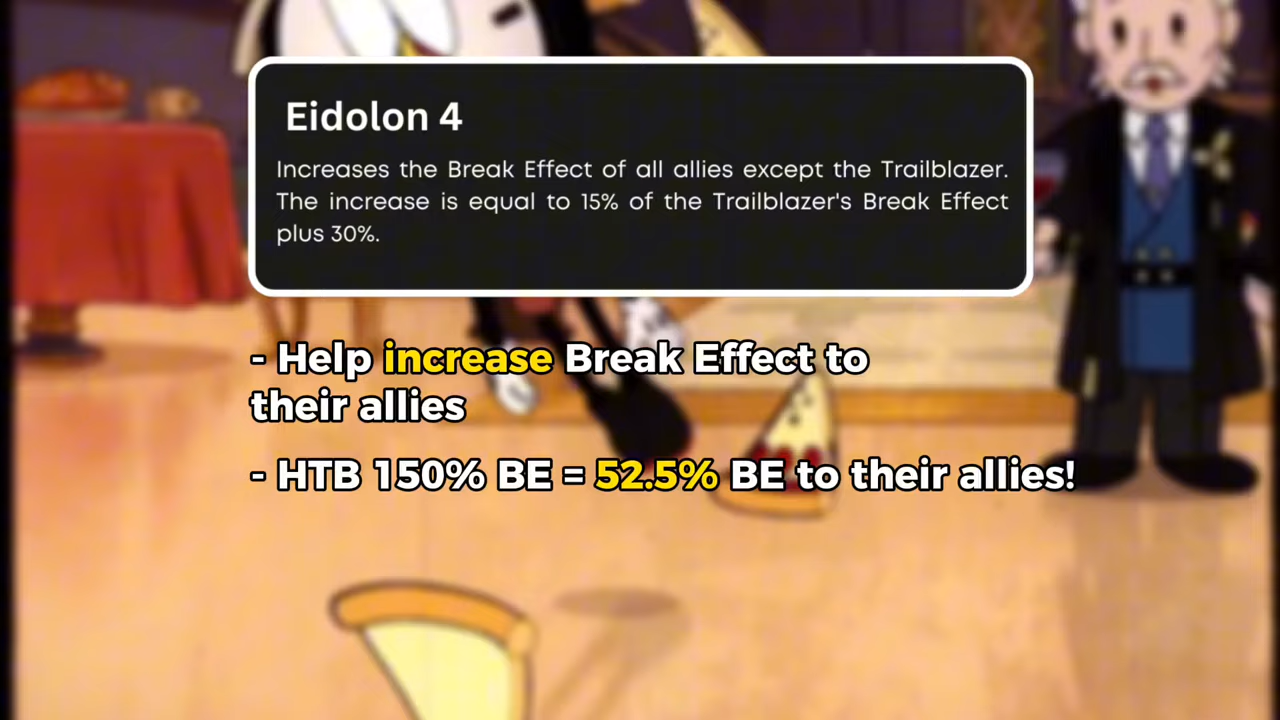 Eidolon 4
Increases the Break Effect of all allies except the Trailblazer.
The increase is equal to 15% of the Trailblazer's Break Effect
plus 30%.
- Help increase Break Effect to
their allies
- HTB 150% BE = 52.5% BE to their allies!